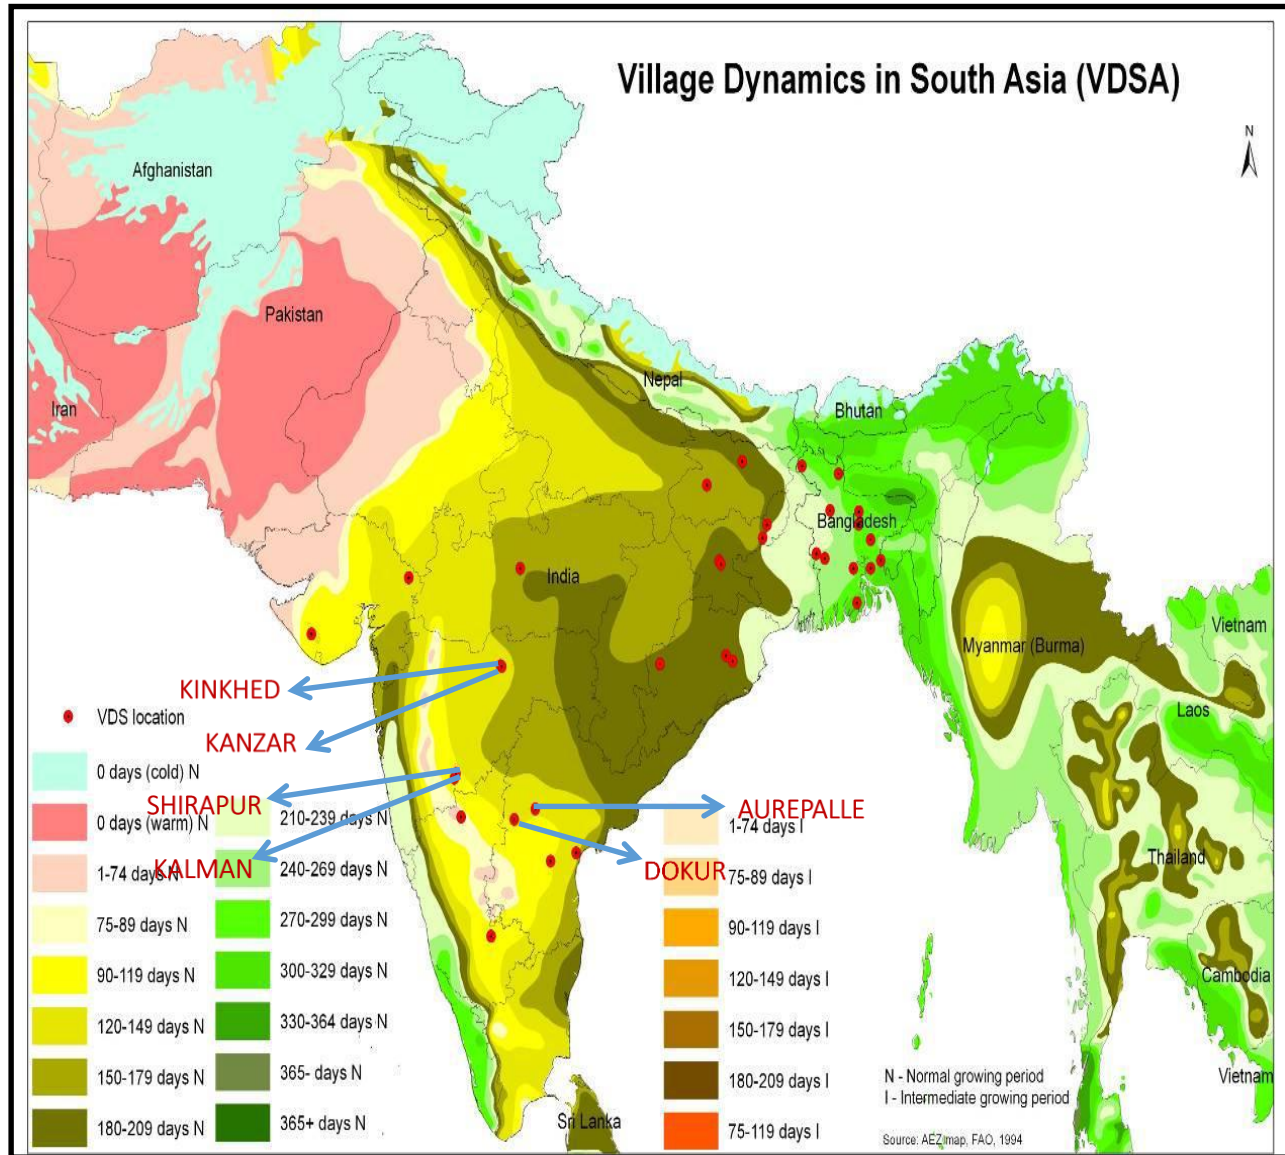 Village Dynamics in South Asia (VDSA)
N
Afghanistan
Pakistan
Iran
Nepal
Bhutan
Bangladesh
India
Myanmar (Burma)
Vietnam
Laos
Thailand
Cambodia
Vietnam
Sri Lanka
KINKHED
KANZAR
SHIRAPUR
KALMAN
AUREPALLE
DOKUR
VDS location
0 days (cold) N
0 days (warm) N
1-74 days N
75-89 days N
90-119 days N
120-149 days N
150-179 days N
180-209 days N
210-239 days N
240-269 days N
270-299 days N
300-329 days N
330-364 days N
365- days N
365+ days N
1-74 days I
75-89 days I
90-119 days I
120-149 days I
150-179 days I
180-209 days I
75-119 days I
N - Normal growing period
I - Intermediate growing period
Source: AEZ map, FAO, 1994